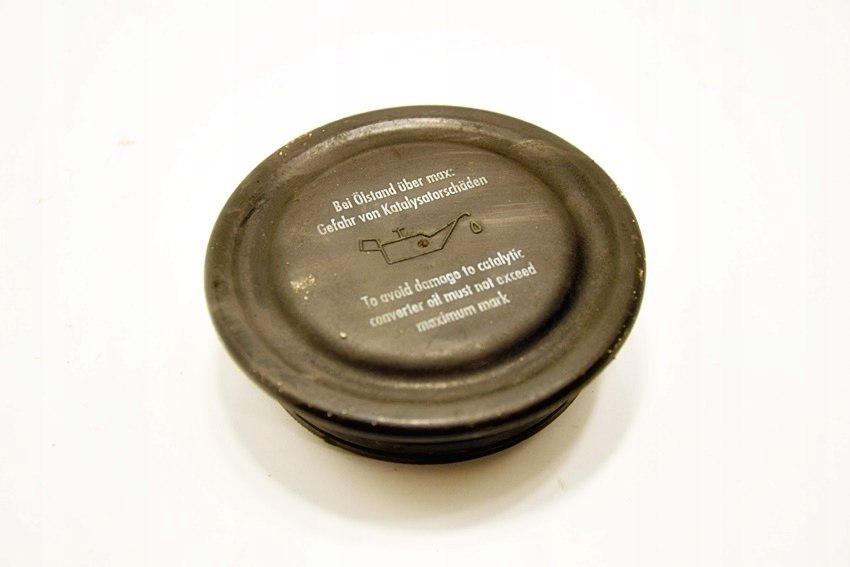 Bei Ölstand über max:
Gefahr von Katalysatorschäden
To avoid damage to catalytic
converter oil must not exceed
maximum mark